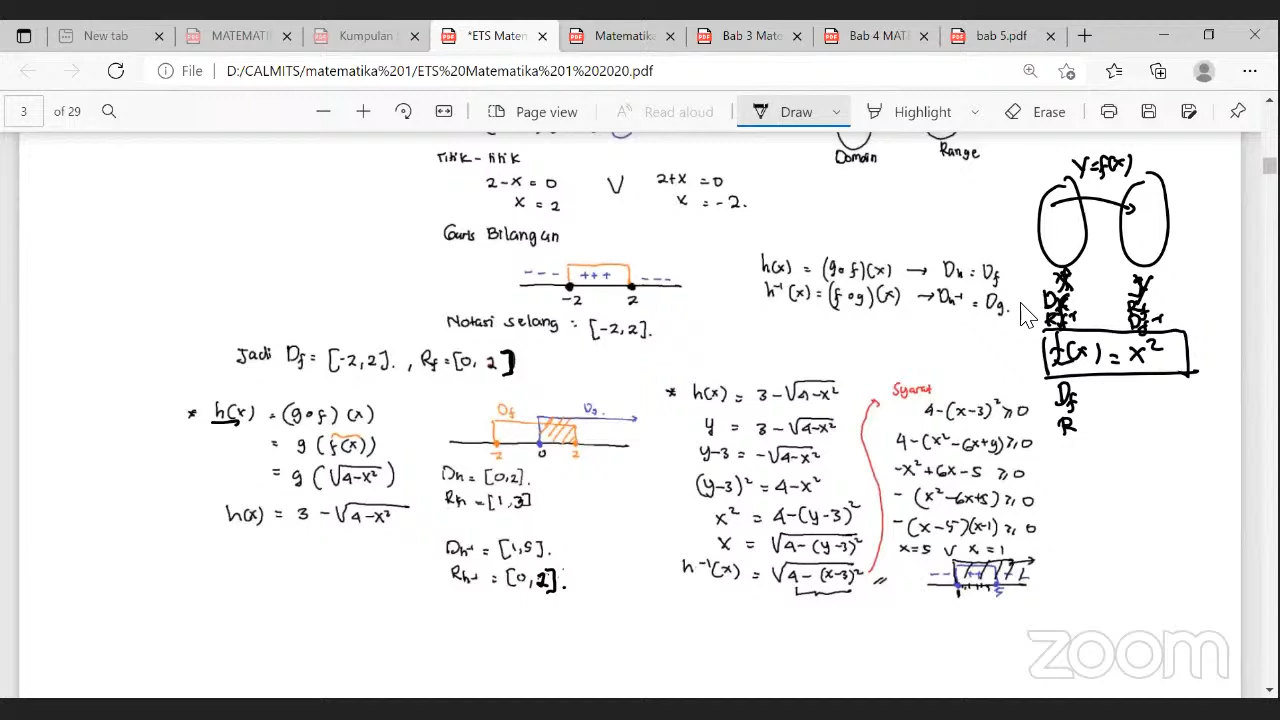 New tab
MATEMATI
Kumpulan
*ETS Matem
Matematika
Bab 3 Mate
Bab 4 MAT
bab 5.pdf
File
D:/CALMITS/matematika%201/ETS%20Matematika%201%202020.pdf
3 of 29
Page view
Read aloud
Draw
Highlight
Erase
Titik - titik
2-x = 0 V 2+x = 0
x = 2 x = -2.
Garis Bilangan
--- +++ ---
-2 2
Notasi selang : [-2,2].
Jadi Df = [-2,2]. , Rf = [0, 2]
Domain Range
y=f(x)
h(x) = (gof)(x) → Dh = Df
h⁻¹(x) = (fog)(x) → Dh⁻¹ = Dg.
f(x) = x²
Df
R
* h(x) = (gof)(x)
= g(f(x))
= g(√4-x²)
h(x) = 3 - √4-x²
Df Dg.
-2 0 2
Dh = [0,2].
Rh = [1,3]
Dh⁻¹ = [1,5].
Rh⁻¹ = [0,2].
* h(x) = 3-√4-x²
y = 3-√4-x²
y-3 = -√4-x²
(y-3)² = 4-x²
x² = 4-(y-3)²
x = √4-(y-3)²
h⁻¹(x) = √4-(x-3)² //
Syarat
4-(x-3)² ≥ 0
4-(x²-6x+y) ≥ 0
-x²+6x-5 ≥ 0
-(x²-6x+5) ≥ 0
-(x-5)(x-1) ≥ 0
x=5 v x=1
zoom